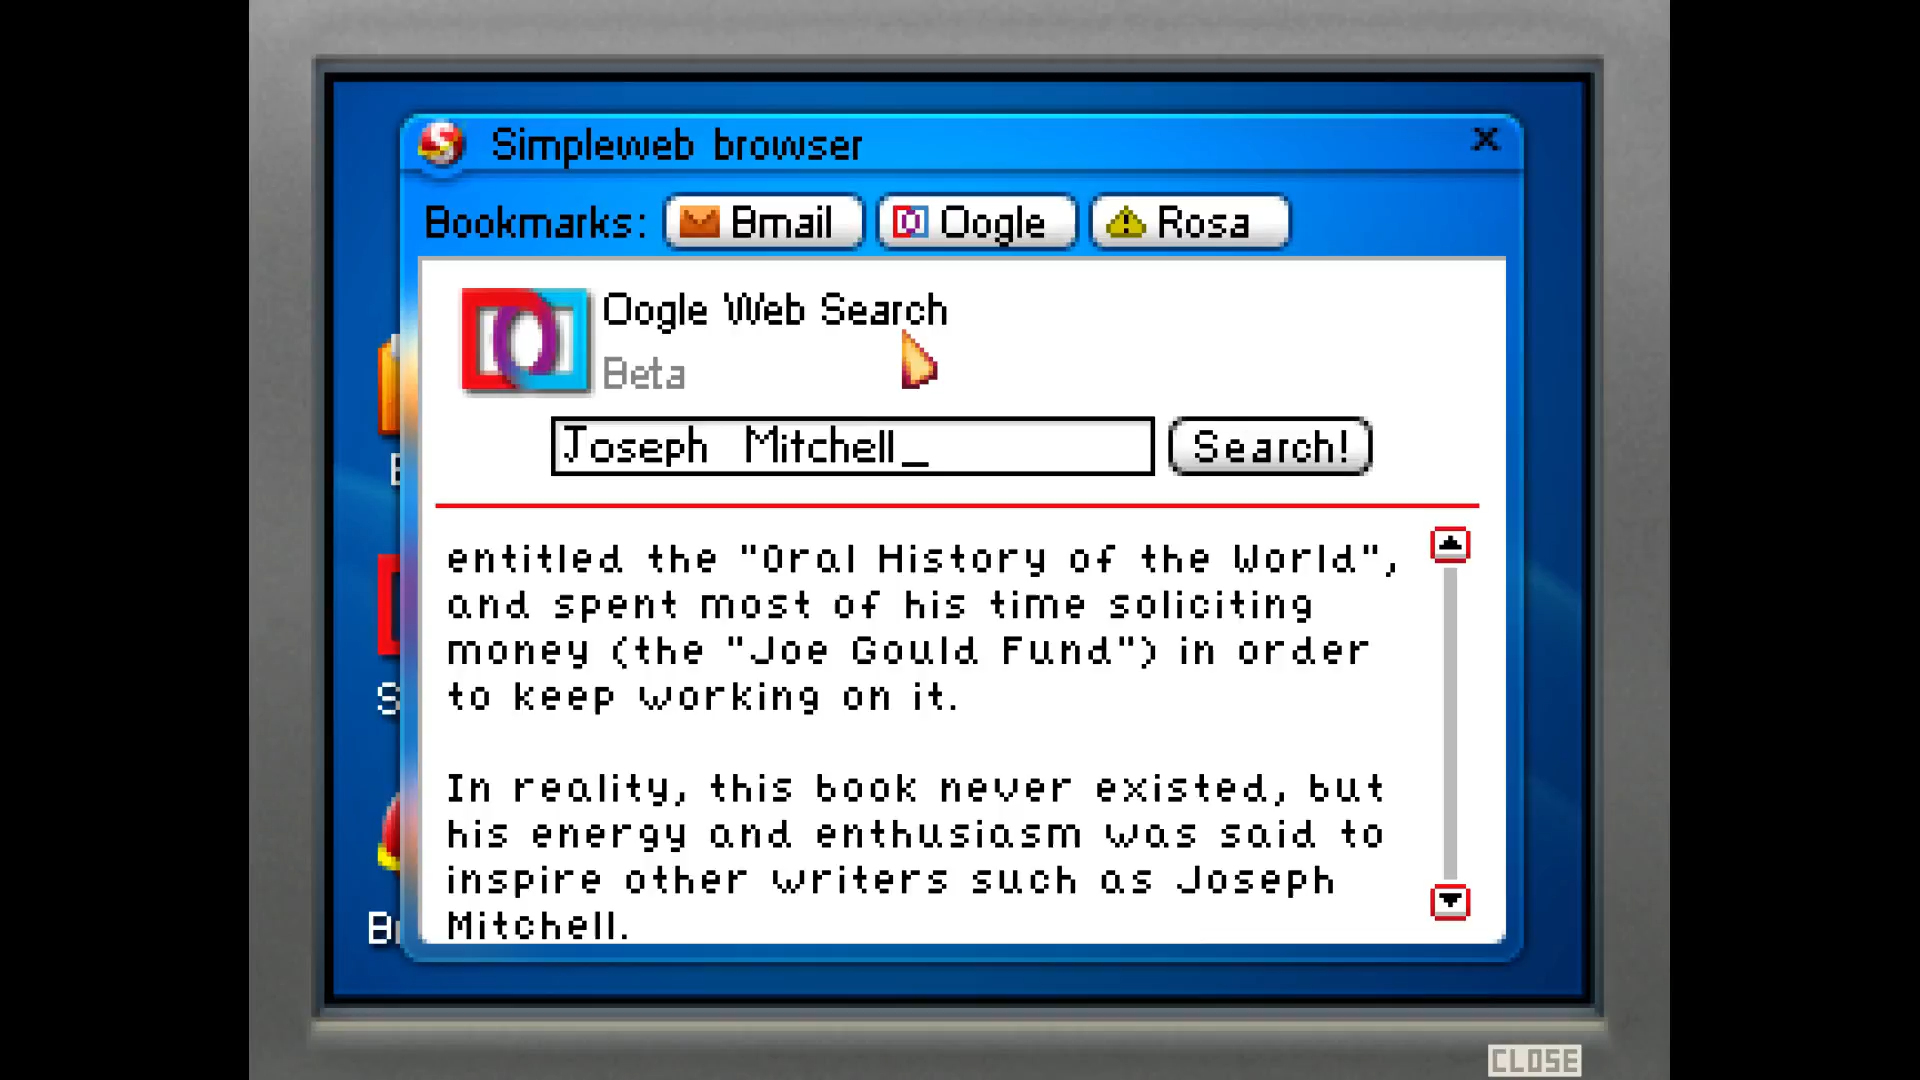 Simpleweb browser
Bookmarks: Bmail Oogle Rosa
Oogle Web Search
Beta
Joseph Mitchell_ Search!
entitled the "Oral History of the World",
and spent most of his time soliciting
money (the "Joe Gould Fund") in order
to keep working on it.
In reality, this book never existed, but
his energy and enthusiasm was said to
inspire other writers such as Joseph
Mitchell.
CLOSE